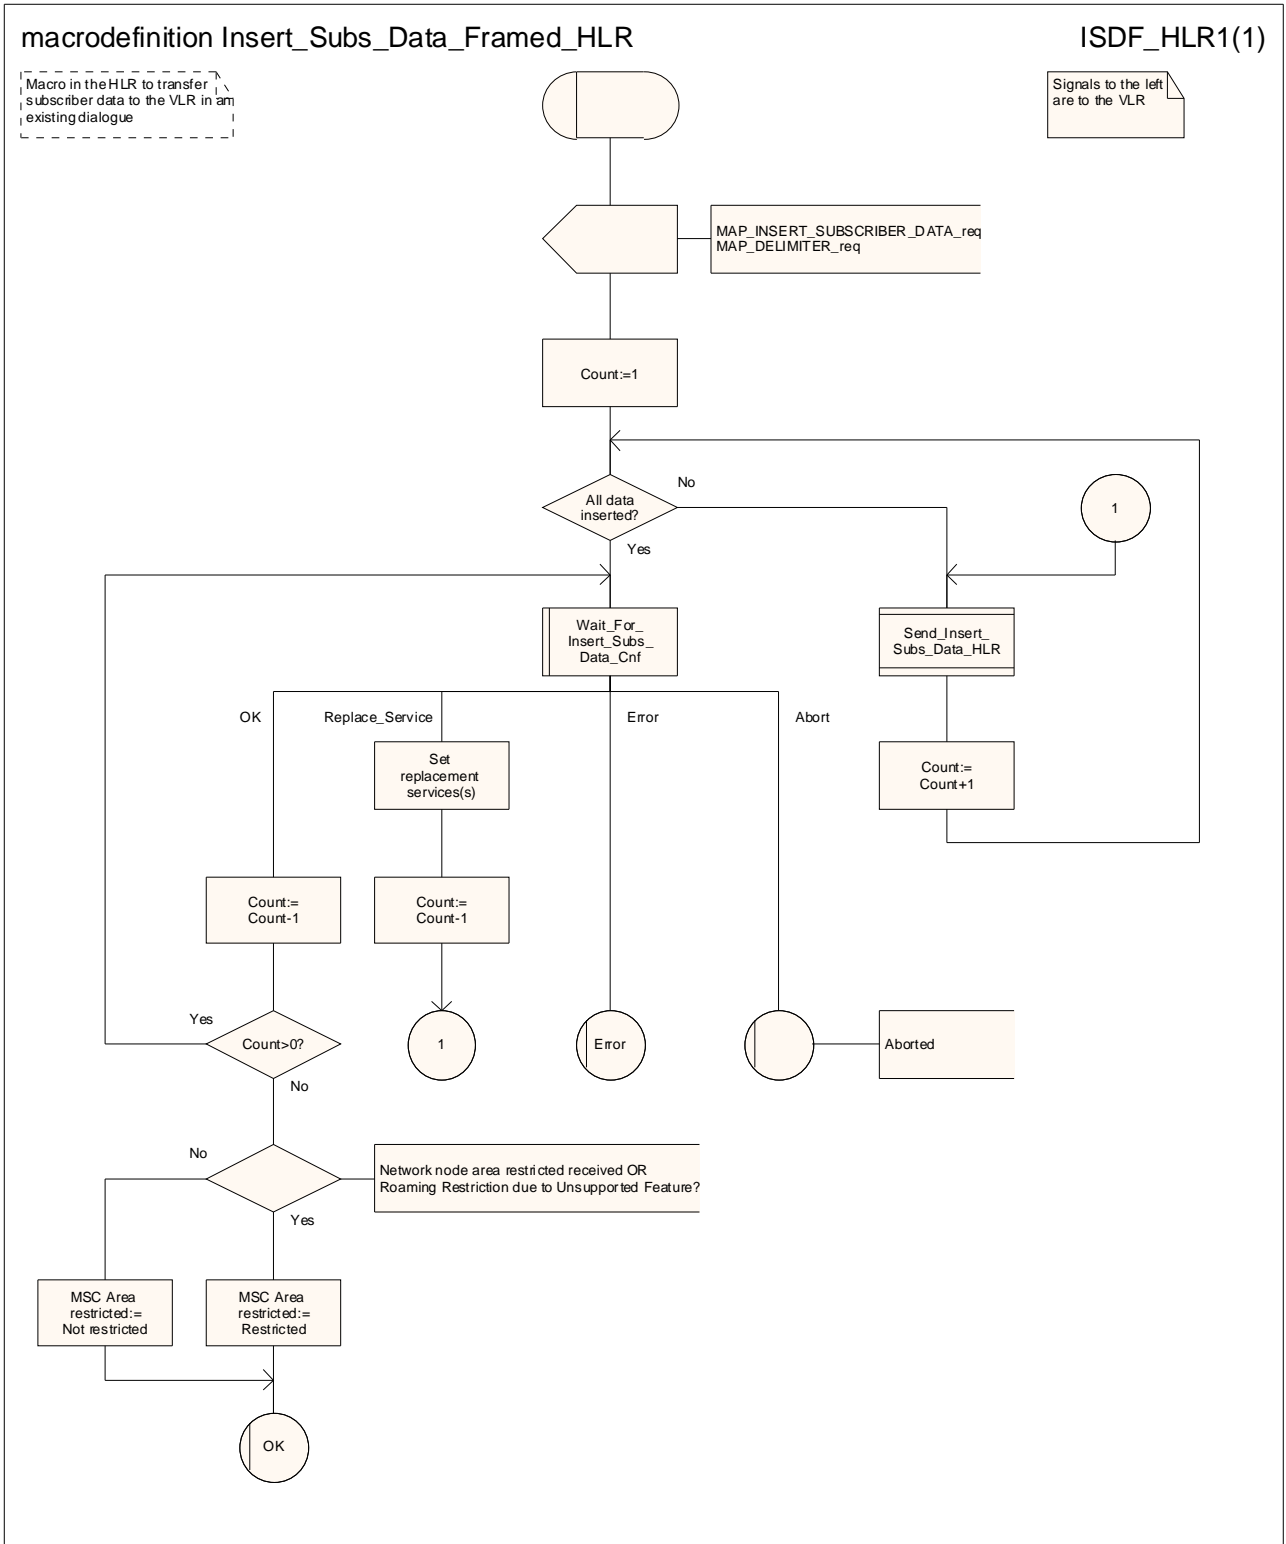 macrodefinition Insert_Subs_Data_Framed_HLR
ISDF_HLR1(1)
Macro in the HLR to transfer
subscriber data to the VLR in an
existing dialogue
Signals to the left
are to the VLR
MAP_INSERT_SUBSCRIBER_DATA_req
MAP_DELIMITER_req
Count:=1
No
All data
inserted?
1
Yes
Wait_For_
Insert_Subs_
Data_Cnf
Send_Insert_
Subs_Data_HLR
OK
Replace_Service
Error
Abort
Set
replacement
services(s)
Count:=
Count+1
Count:=
Count-1
Count:=
Count-1
Yes
Count>0?
1
Error
Aborted
No
No
Network node area restricted received OR
Roaming Restriction due to Unsupported Feature?
Yes
MSC Area
restricted:=
Not restricted
MSC Area
restricted:=
Restricted
OK